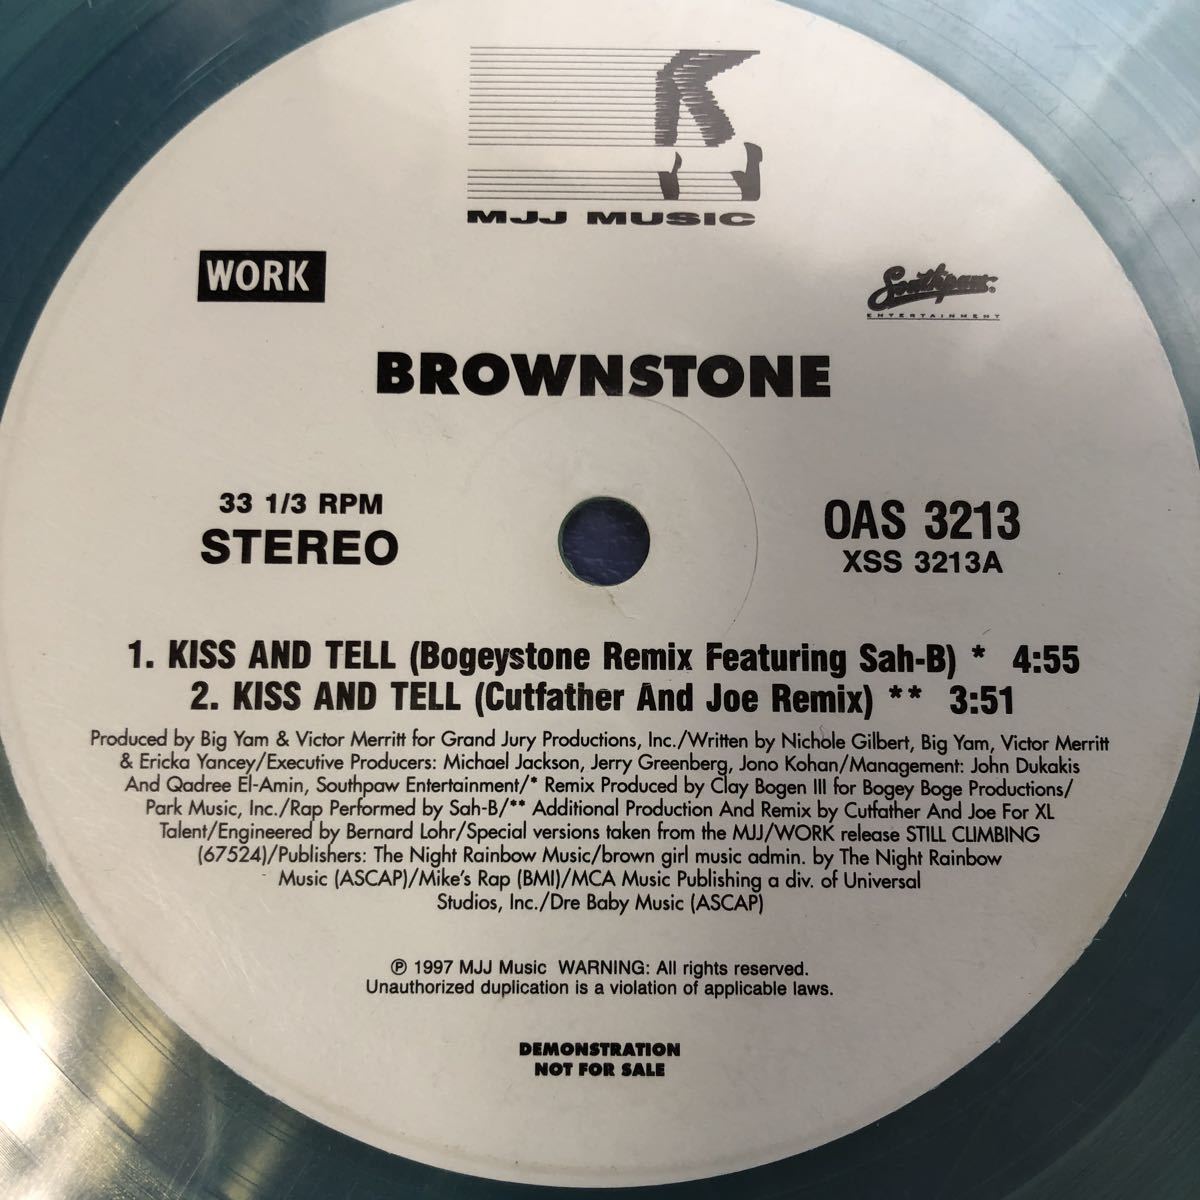 MJJ MUSIC
WORK
Southpaw®
ENTERTAINMENT
BROWNSTONE
33 1/3 RPM
STEREO
OAS 3213
XSS 3213A
1. KISS AND TELL (Bogeystone Remix Featuring Sah-B) * 4:55
2. KISS AND TELL (Cutfather And Joe Remix) ** 3:51
Produced by Big Yam & Victor Merritt for Grand Jury Productions, Inc./Written by Nichole Gilbert, Big Yam, Victor Merritt
& Ericka Yancey/Executive Producers: Michael Jackson, Jerry Greenberg, Jono Kohan/Management: John Dukakis
And Qadree El-Amin, Southpaw Entertainment/* Remix Produced by Clay Bogen III for Bogey Boge Productions/
Park Music, Inc./Rap Performed by Sah-B/** Additional Production And Remix by Cutfather And Joe For XL
Talent/Engineered by Bernard Lohr/Special versions taken from the MJJ/WORK release STILL CLIMBING
(67524)/Publishers: The Night Rainbow Music/brown girl music admin. by The Night Rainbow
Music (ASCAP)/Mike's Rap (BMI)/MCA Music Publishing a div. of Universal
Studios, Inc./Dre Baby Music (ASCAP)
℗ 1997 MJJ Music WARNING: All rights reserved.
Unauthorized duplication is a violation of applicable laws.
DEMONSTRATION
NOT FOR SALE